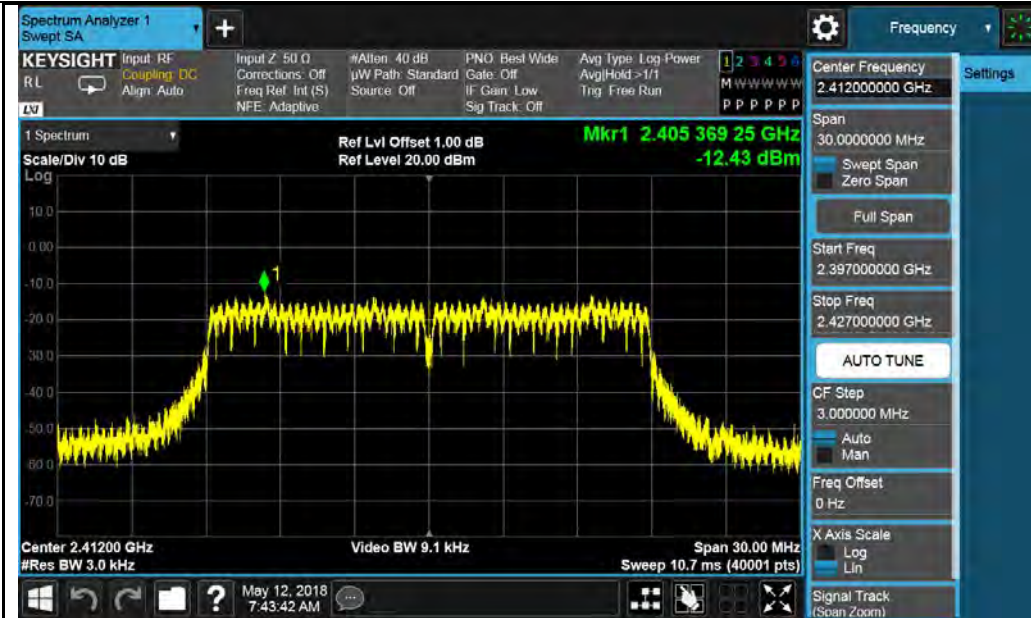 Spectrum Analyzer 1
Swept SA
+
Frequency
KEYSIGHT
RL
LXI
Input: RF
Coupling: DC
Align: Auto
Input Z: 50 Ω
Corrections: Off
Freq Ref: Int (S)
NFE: Adaptive
#Atten: 40 dB
µW Path: Standard
Source: Off
PNO: Best Wide
Gate: Off
IF Gain: Low
Sig Track: Off
Avg Type: Log-Power
Avg|Hold:>1/1
Trig: Free Run
1 2 3 4 5 6
M W W W W W
P P P P P P
1 Spectrum
Scale/Div 10 dB
Log
Ref Lvl Offset 1.00 dB
Ref Level 20.00 dBm
Mkr1 2.405 369 25 GHz
-12.43 dBm
10.0
0.00
-10.0
-20.0
-30.0
-40.0
-50.0
-60.0
-70.0
1
Center 2.41200 GHz
#Res BW 3.0 kHz
Video BW 9.1 kHz
Span 30.00 MHz
Sweep 10.7 ms (40001 pts)
?
May 12, 2018
7:43:42 AM
Center Frequency
2.412000000 GHz
Span
30.0000000 MHz
Swept Span
Zero Span
Full Span
Start Freq
2.397000000 GHz
Stop Freq
2.427000000 GHz
AUTO TUNE
CF Step
3.000000 MHz
Auto
Man
Freq Offset
0 Hz
X Axis Scale
Log
Lin
Signal Track
(Span Zoom)
Settings